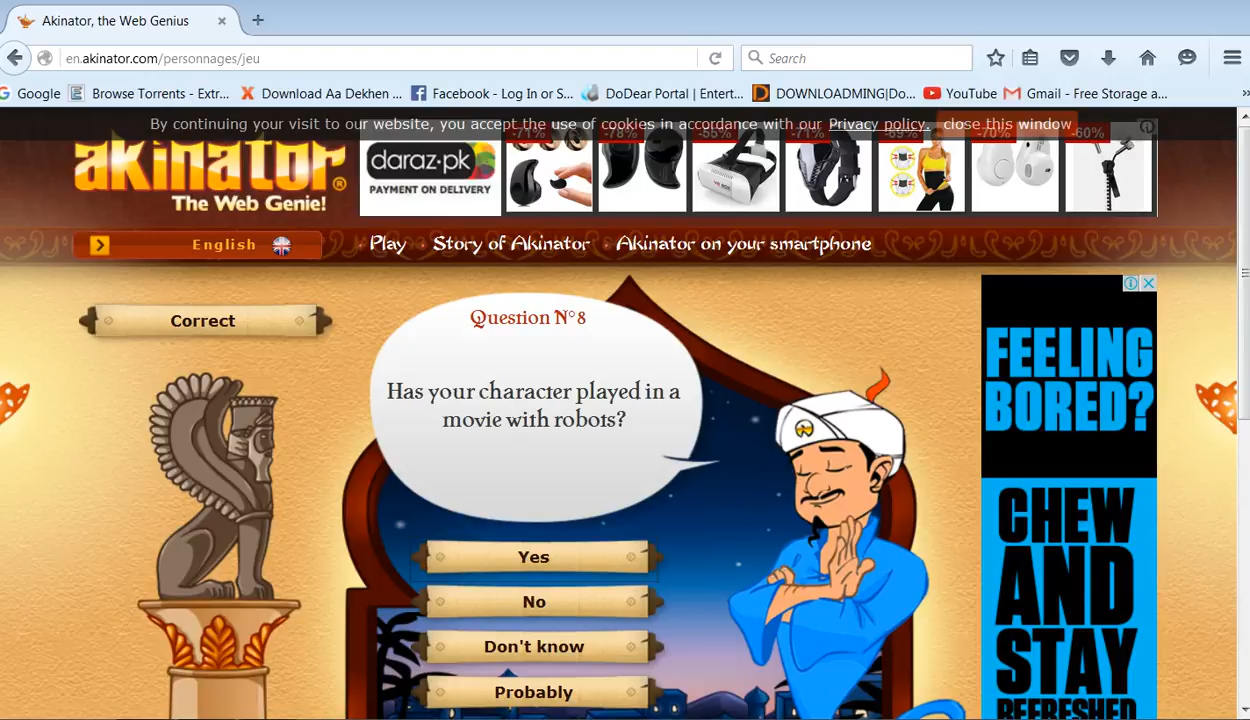 Akinator, the Web Genius
en.akinator.com/personnages/jeu
Search
Google
Browse Torrents - Extr...
Download Aa Dekhen ...
Facebook - Log In or S...
DoDear Portal | Entert...
DOWNLOADMING|Do...
YouTube
Gmail - Free Storage a...
By continuing your visit to our website, you accept the use of cookies in accordance with our Privacy policy. close this window
-71% -78% -55% -71% -69% -70% -60%
akinator®
The Web Genie!
daraz.pk
PAYMENT ON DELIVERY
VR BOX
English
· Play · Story of Akinator · Akinator on your smartphone
Correct
Question N°8
Has your character played in a
movie with robots?
Yes
No
Don't know
Probably
FEELING
BORED?
CHEW
AND
STAY
REFRESHED